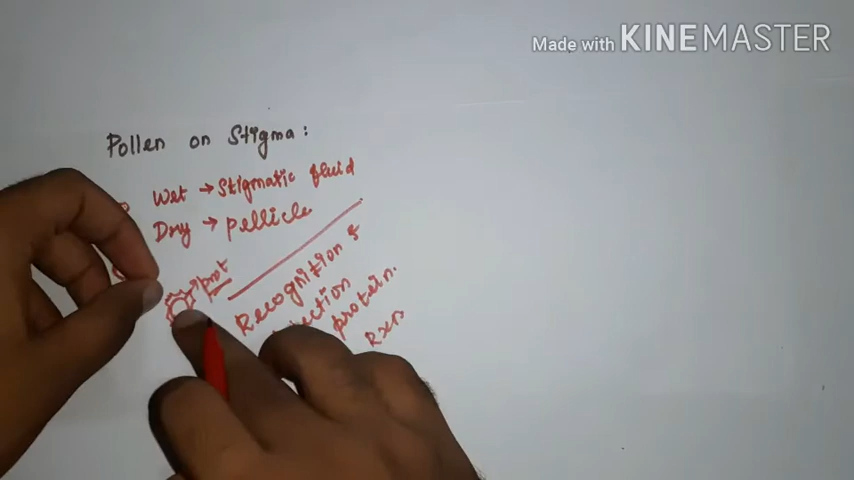 Made with KINEMASTER
Pollen on Stigma:
Wet → Stigmatic fluid
Dry → pellicle
prot
Recognition &
protein.
Rxn